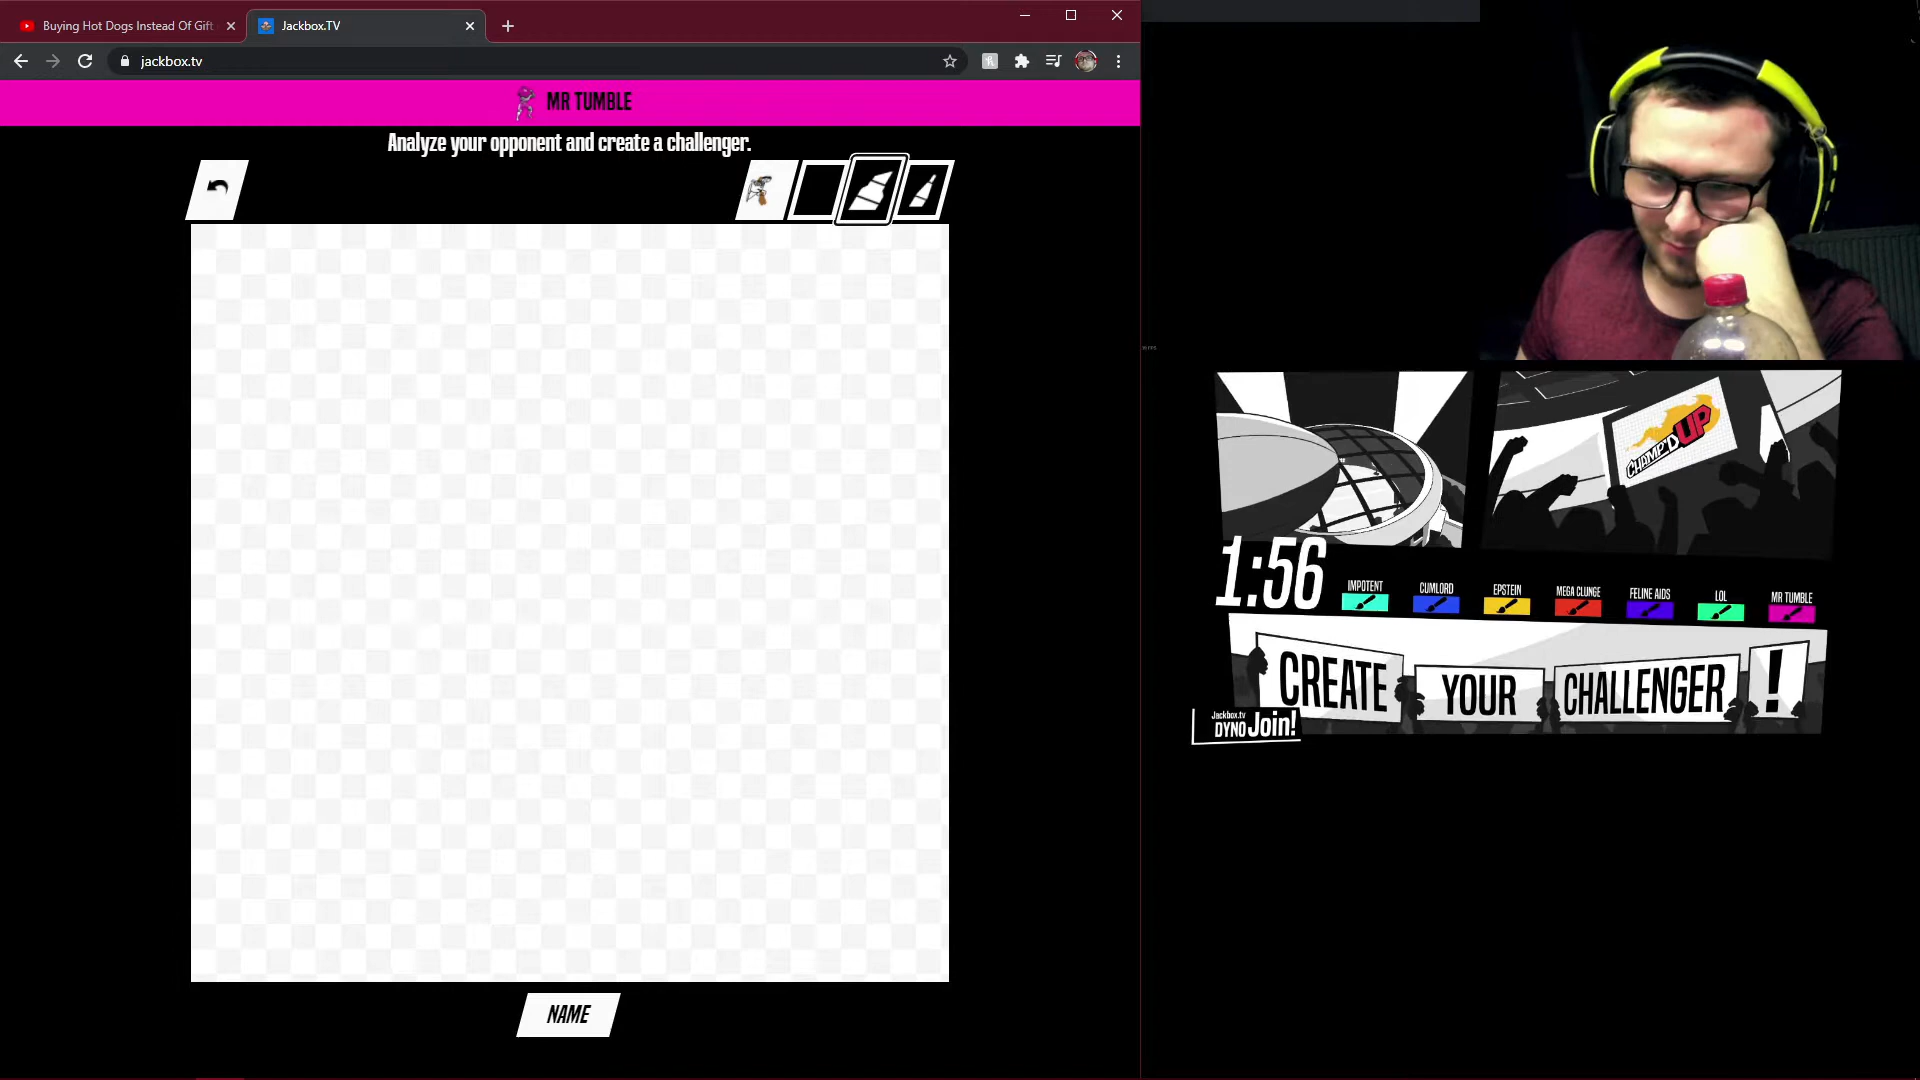 Buying Hot Dogs Instead Of Gift
Jackbox.TV
jackbox.tv
MR TUMBLE
Analyze your opponent and create a challenger.
NAME
CHAMP'D UP
1:56
IMPOTENT
CUMLORD
EPSTEIN
MEGA CLUNGE
FELINE AIDS
LOL
MR TUMBLE
CREATE YOUR CHALLENGER !
Jackbox.tv
DYNO Join!